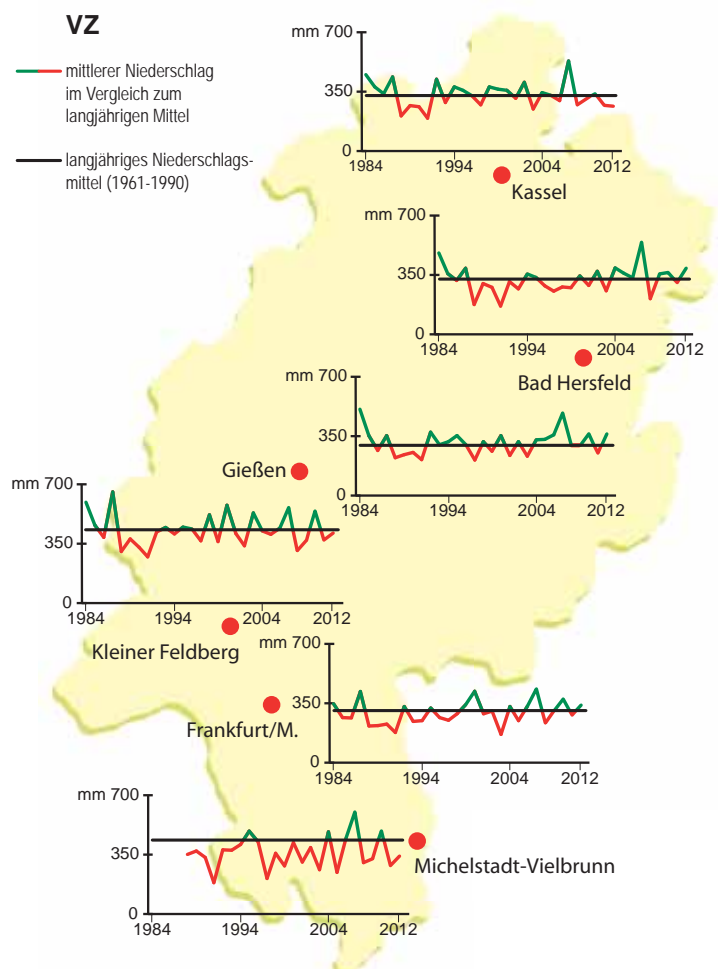 VZ
mittlerer Niederschlag
im Vergleich zum
langjährigen Mittel
langjähriges Niederschlags-
mittel (1961-1990)
mm 700
350
0
1984 1994 2004 2012
Kassel
mm 700
350
0
1984 1994 2004 2012
Bad Hersfeld
mm 700
350
0
1984 1994 2004 2012
Gießen
mm 700
350
0
1984 1994 2004 2012
Kleiner Feldberg
mm 700
350
0
1984 1994 2004 2012
Frankfurt/M.
mm 700
350
0
1984 1994 2004 2012
Michelstadt-Vielbrunn